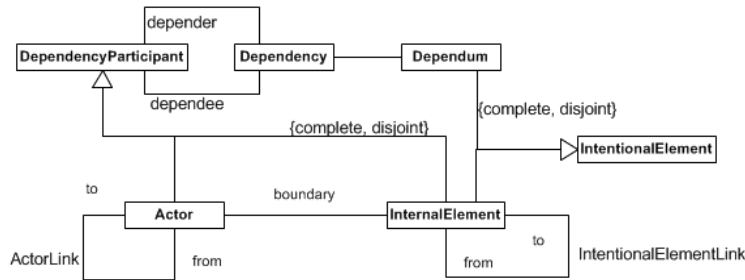 depender
DependencyParticipant
Dependency
Dependum
dependee
{complete, disjoint}
{complete, disjoint}
IntentionalElement
to
boundary
Actor
InternalElement
to
ActorLink
from
from
IntentionalElementLink